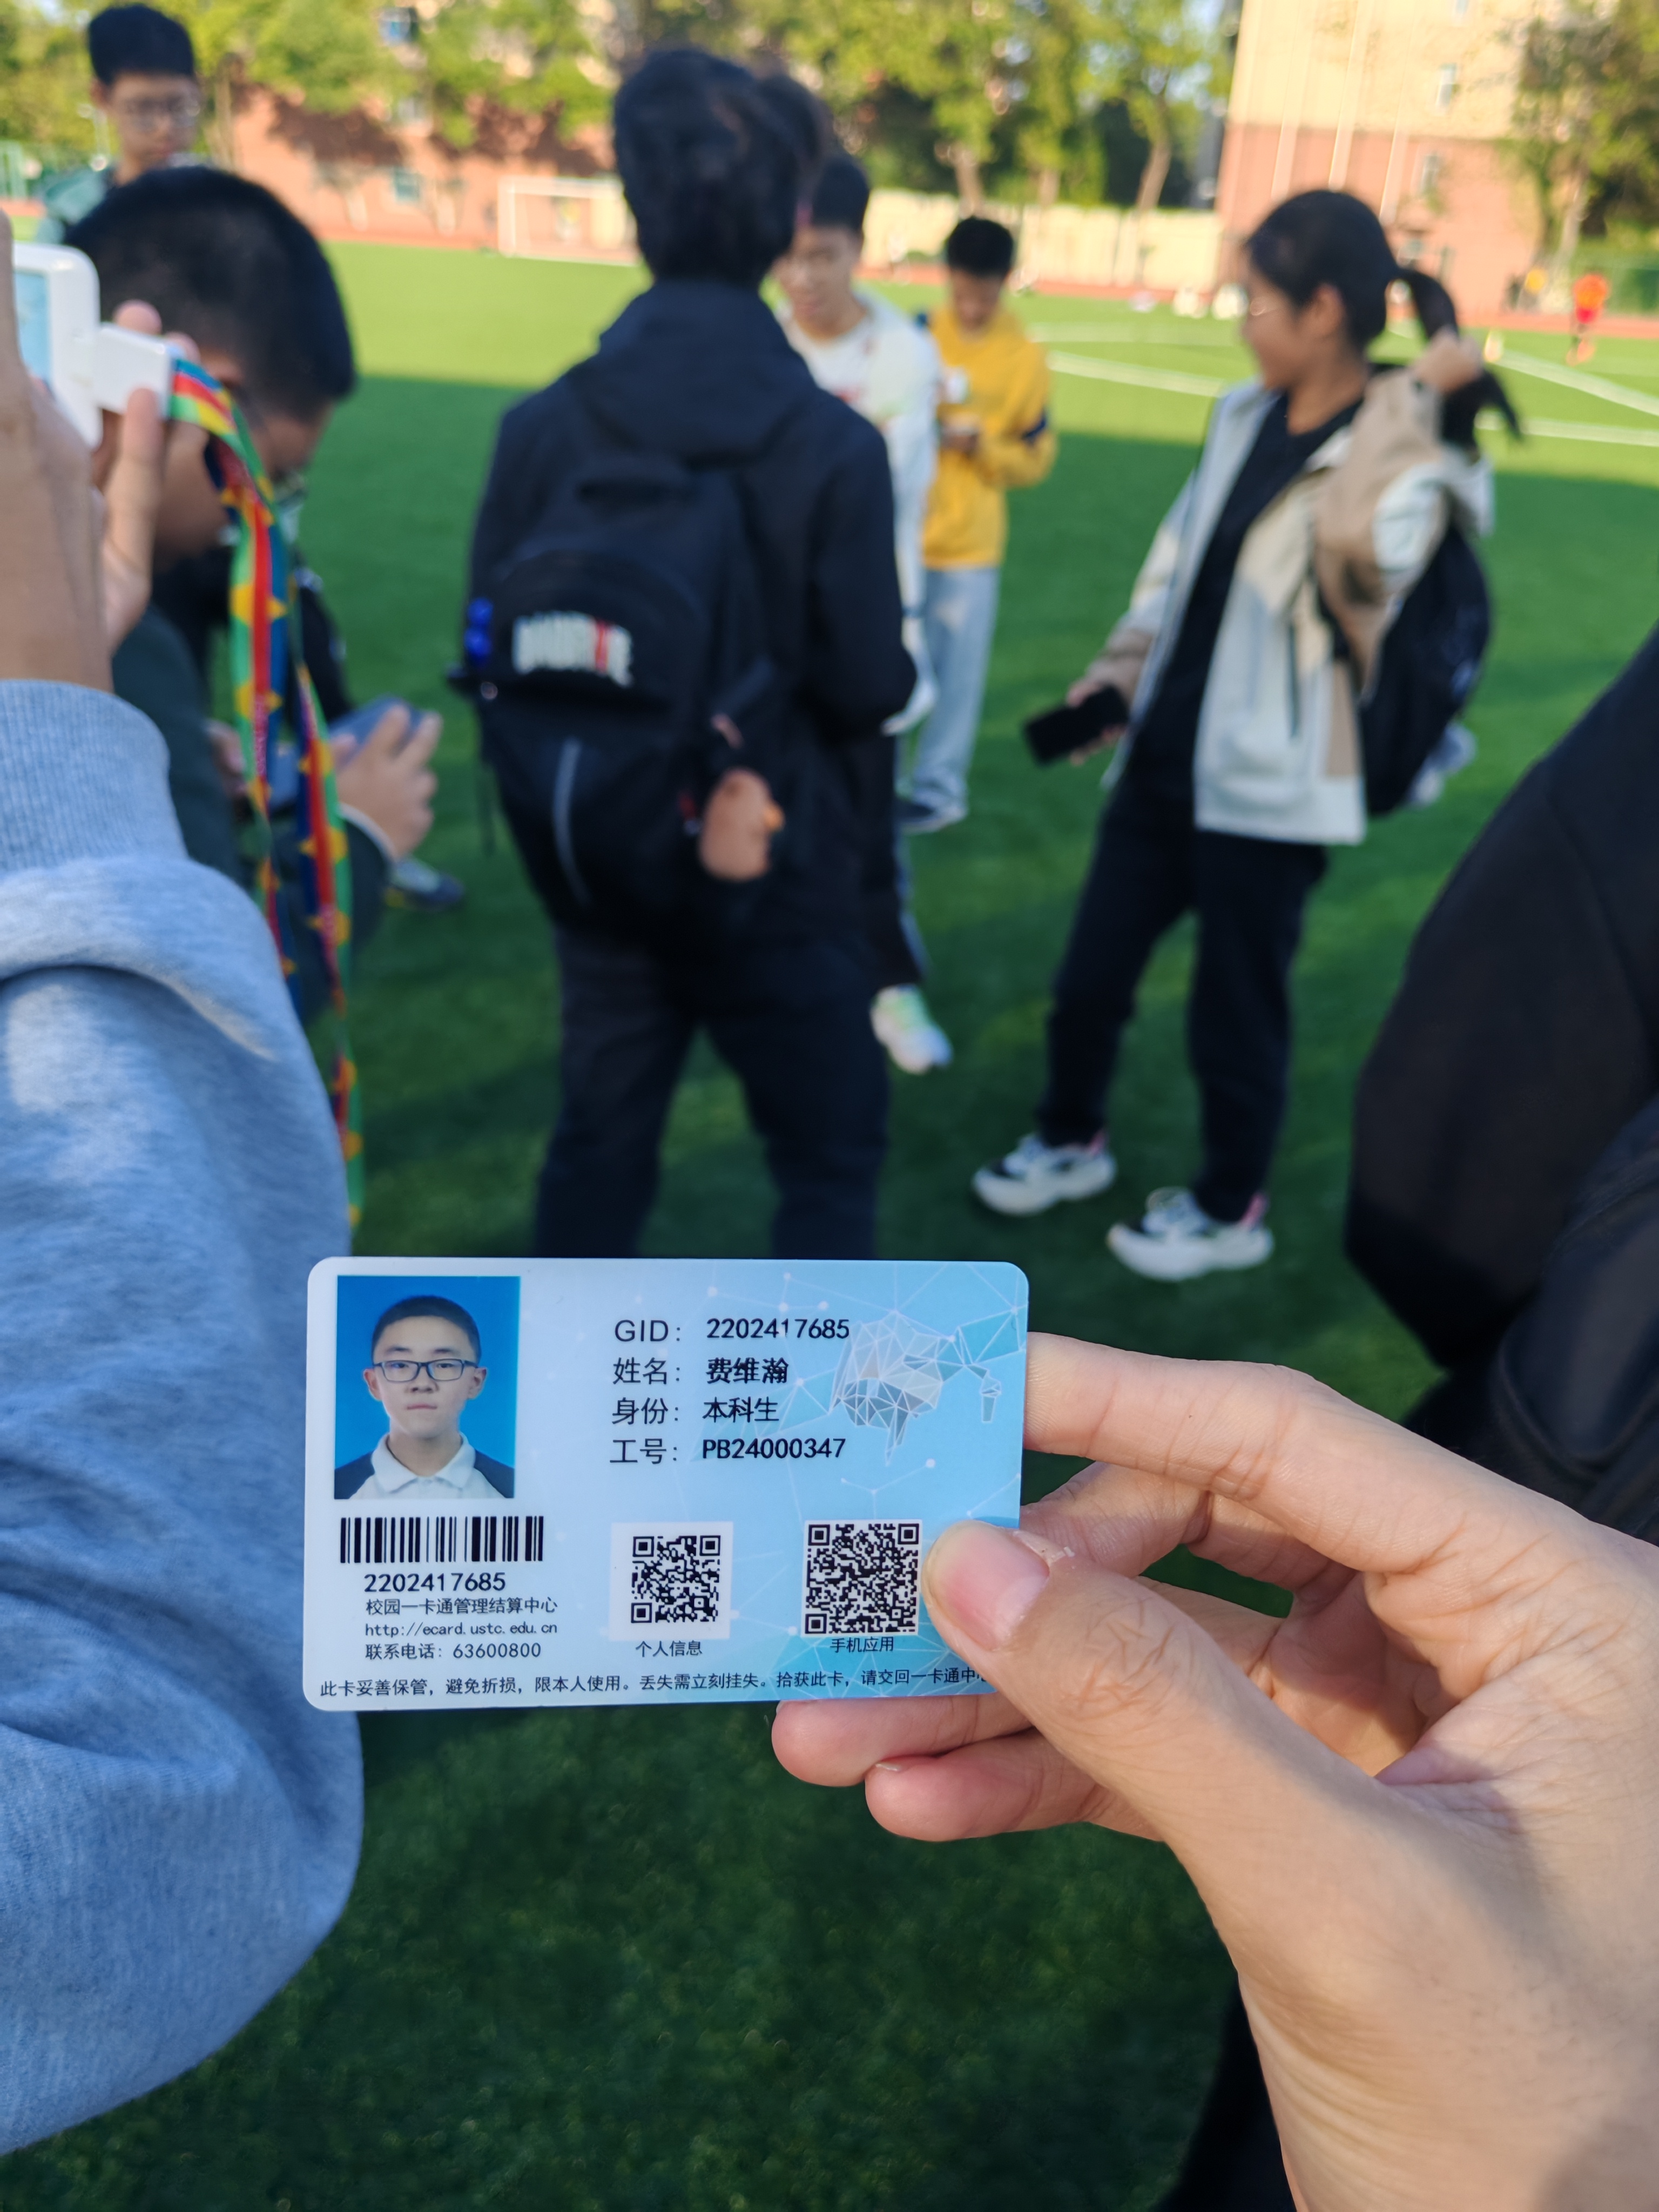 GID: 2202417685
姓名: 费维瀚
身份: 本科生
工号: PB24000347
2202417685
校园一卡通管理结算中心
http://ecard.ustc.edu.cn
联系电话: 63600800
个人信息
手机应用
此卡妥善保管，避免折损，限本人使用。丢失需立刻挂失。拾获此卡，请交回一卡通中